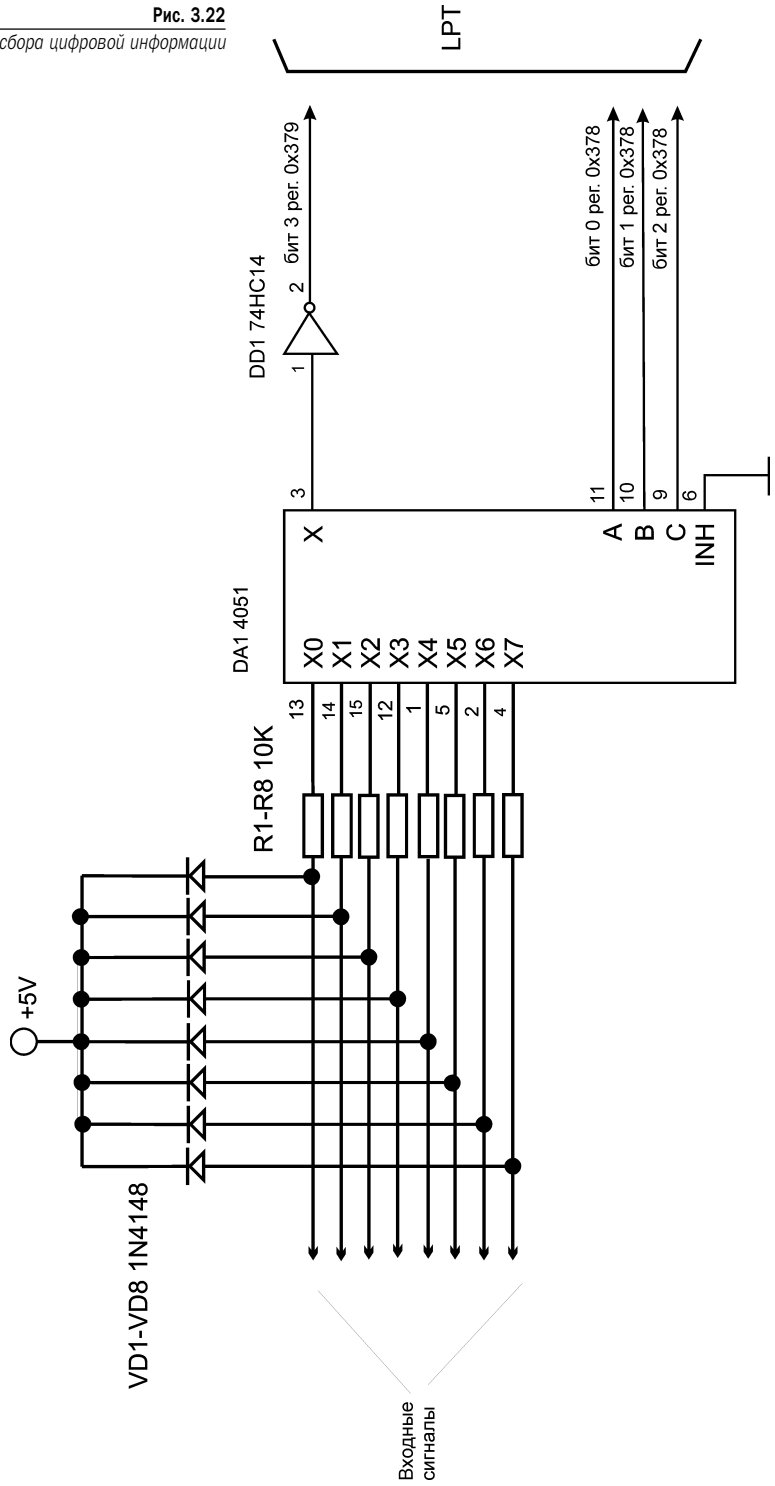 Рис. 3.22
сбора цифровой информации
LPT
бит 3 рег. 0x379
бит 0 рег. 0x378
бит 1 рег. 0x378
бит 2 рег. 0x378
DD1 74HC14
1
2
3
11
10
9
6
X
A
B
C
INH
DA1 4051
X0
X1
X2
X3
X4
X5
X6
X7
13
14
15
12
1
5
2
4
R1-R8 10K
+5V
VD1-VD8 1N4148
Входные
сигналы